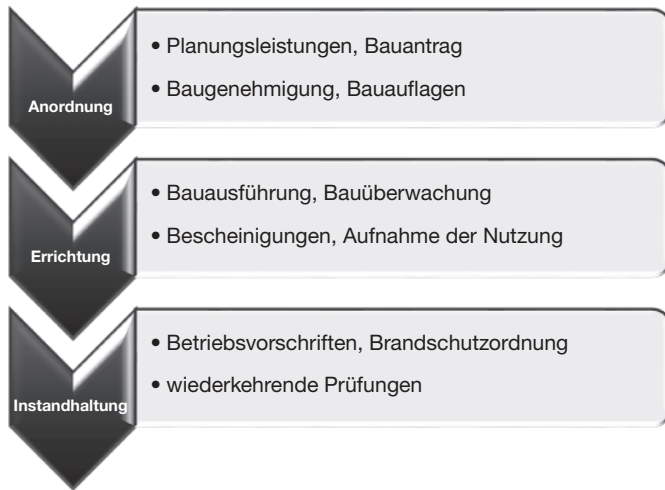 Anordnung
• Planungsleistungen, Bauantrag
• Baugenehmigung, Bauauflagen
Errichtung
• Bauausführung, Bauüberwachung
• Bescheinigungen, Aufnahme der Nutzung
Instandhaltung
• Betriebsvorschriften, Brandschutzordnung
• wiederkehrende Prüfungen